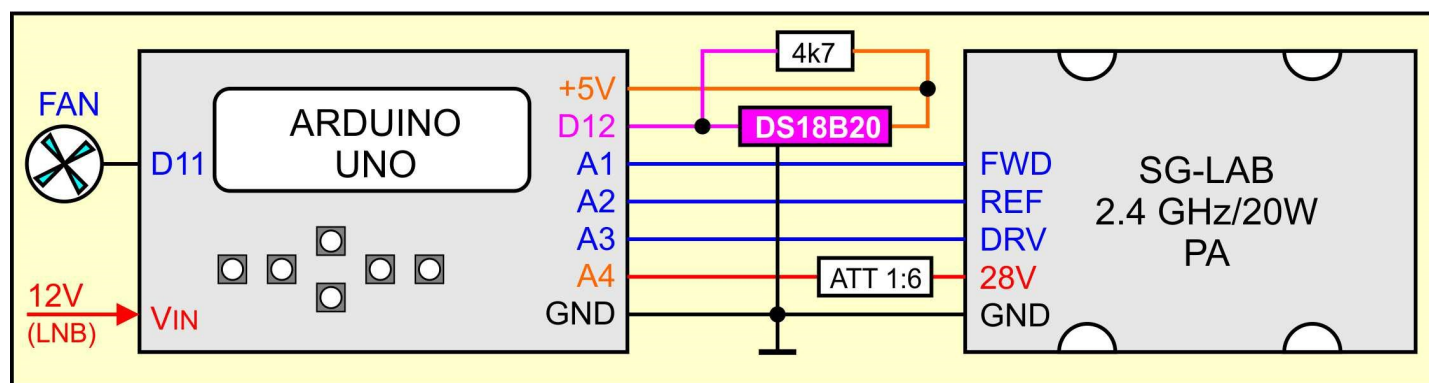 FAN
D11
12V
(LNB)
VIN
ARDUINO
UNO
+5V
D12
A1
A2
A3
A4
GND
4k7
DS18B20
ATT 1:6
FWD
REF
DRV
28V
GND
SG-LAB
2.4 GHz/20W
PA